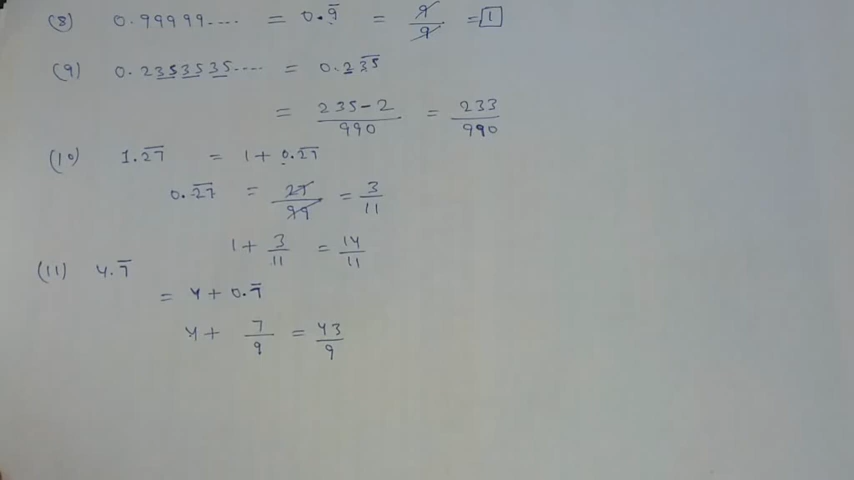 (8) 0.99999.... = 0.9̅ = 9/9 = 1
(9) 0.2353535.... = 0.23̅5̅
= 235-2/990 = 233/990
(10) 1.2̅7̅ = 1 + 0.2̅7̅
0.2̅7̅ = 27/99 = 3/11
1 + 3/11 = 14/11
(11) 4.7̅
= 4 + 0.7̅
4 + 7/9 = 43/9